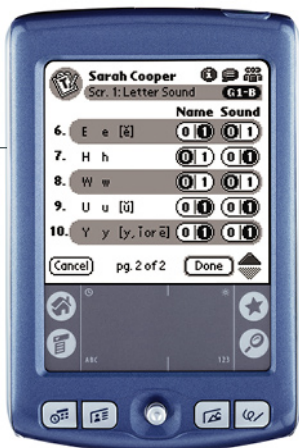 Sarah Cooper
Scr. 1: Letter Sound G1-B
Name Sound
6. E e [ĕ] 0 1 0 1
7. H h 0 1 0 1
8. W w 0 1 0 1
9. U u [ŭ] 0 1 0 1
10. Y y [y, ī or ē] 0 1 0 1
Cancel pg. 2 of 2 Done
ABC 123